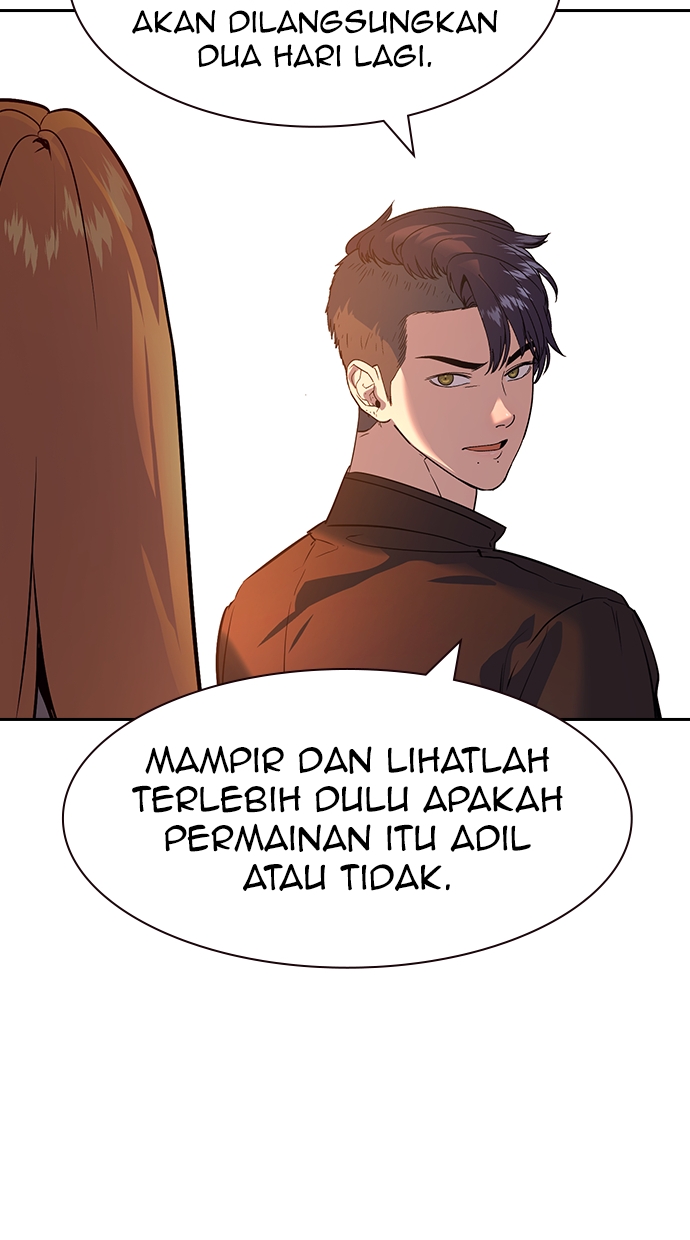 AKAN DILANGSUNGKAN
DUA HARI LAGI.
MAMPIR DAN LIHATLAH
TERLEBIH DULU APAKAH
PERMAINAN ITU ADIL
ATAU TIDAK.